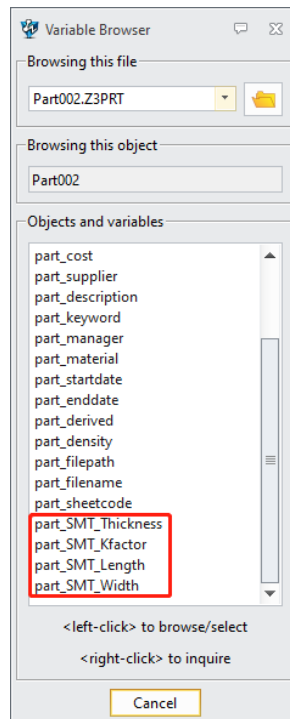 Variable Browser
Browsing this file
Part002.Z3PRT
Browsing this object
Part002
Objects and variables
part_cost
part_supplier
part_description
part_keyword
part_manager
part_material
part_startdate
part_enddate
part_derived
part_density
part_filepath
part_filename
part_sheetcode
part_SMT_Thickness
part_SMT_Kfactor
part_SMT_Length
part_SMT_Width
<left-click> to browse/select
<right-click> to inquire
Cancel